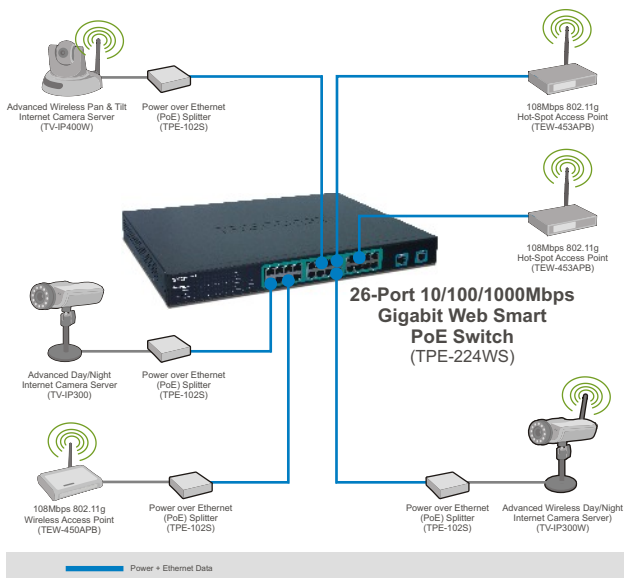 Advanced Wireless Pan & Tilt
Internet Camera Server
(TV-IP400W)
Power over Ethernet
(PoE) Splitter
(TPE-102S)
108Mbps 802.11g
Hot-Spot Access Point
(TEW-453APB)
108Mbps 802.11g
Hot-Spot Access Point
(TEW-453APB)
26-Port 10/100/1000Mbps
Gigabit Web Smart
PoE Switch
(TPE-224WS)
Advanced Day/Night
Internet Camera Server
(TV-IP300)
Power over Ethernet
(PoE) Splitter
(TPE-102S)
108Mbps 802.11g
Wireless Access Point
(TEW-450APB)
Power over Ethernet
(PoE) Splitter
(TPE-102S)
Power over Ethernet
(PoE) Splitter
(TPE-102S)
Advanced Wireless Day/Night
Internet Camera Server)
(TV-IP300W)
Power + Ethernet Data